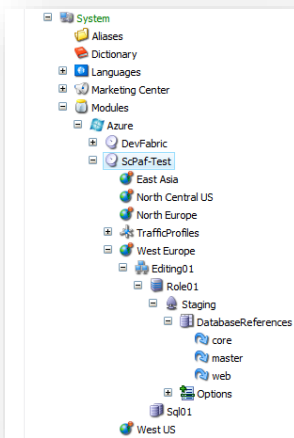 System
Aliases
Dictionary
Languages
Marketing Center
Modules
Azure
DevFabric
ScPaf-Test
East Asia
North Central US
North Europe
TrafficProfiles
West Europe
Editing01
Role01
Staging
DatabaseReferences
core
master
web
Options
Sql01
West US